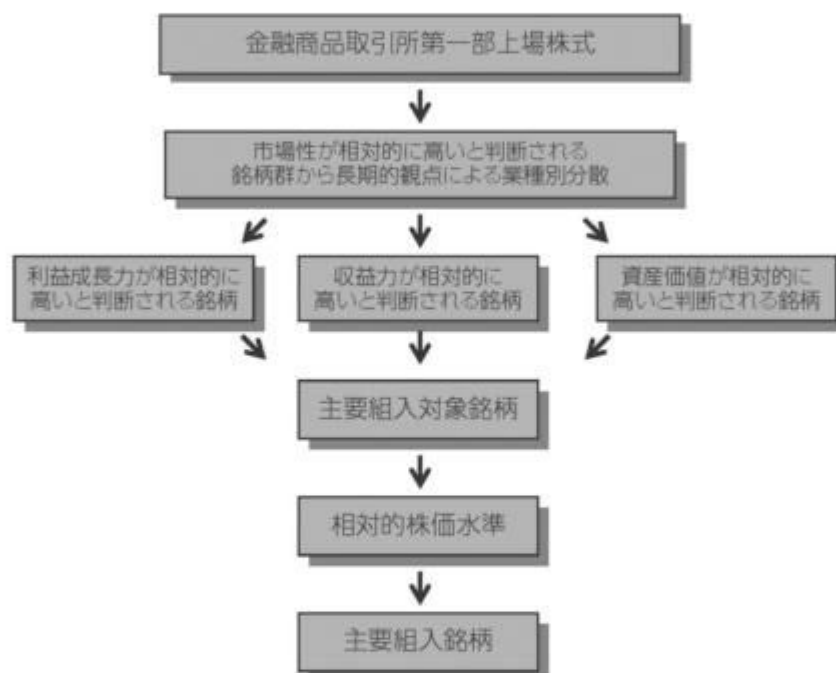 金融商品取引所第一部上場株式
市場性が相対的に高いと判断される
銘柄群から長期的観点による業種別分散
利益成長力が相対的に
高いと判断される銘柄
収益力が相対的に
高いと判断される銘柄
資産価値が相対的に
高いと判断される銘柄
主要組入対象銘柄
相対的株価水準
主要組入銘柄